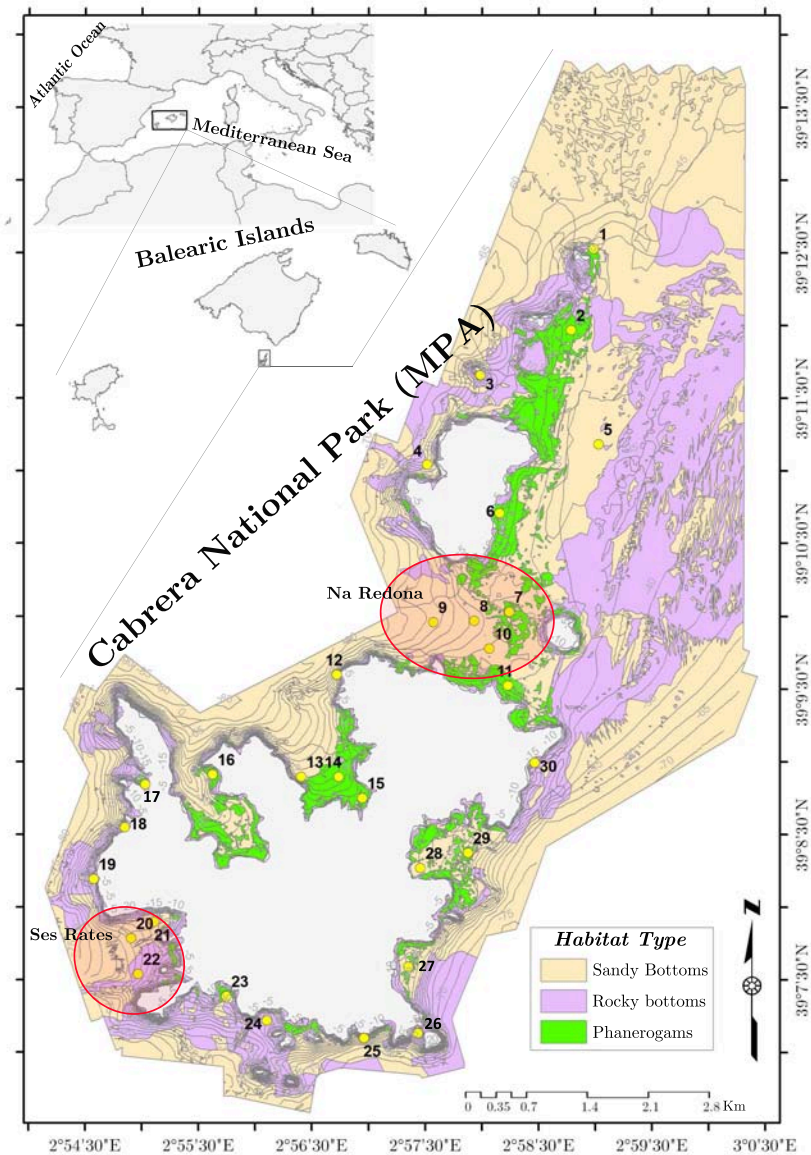 Atlantic Ocean
Mediterranean Sea
Balearic Islands
Cabrera National Park (MPA)
1
2
3
4
5
6
Na Redona
7
8
9
10
11
12
13
14
15
16
17
18
19
20
21
22
Ses Rates
23
24
25
26
27
28
29
30
Habitat Type
Sandy Bottoms
Rocky bottoms
Phanerogams
N
0 0.35 0.7 1.4 2.1 2.8 Km
39°13'30"N
39°12'30"N
39°11'30"N
39°10'30"N
39°9'30"N
39°8'30"N
39°7'30"N
2°54'30"E 2°55'30"E 2°56'30"E 2°57'30"E 2°58'30"E 2°59'30"E 3°0'30"E